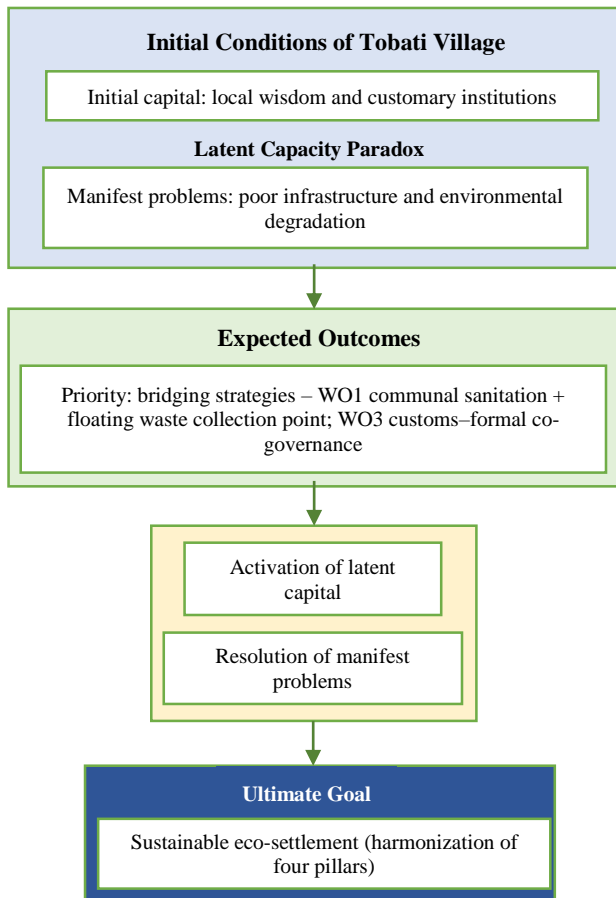 Initial Conditions of Tobati Village
Initial capital: local wisdom and customary institutions
Latent Capacity Paradox
Manifest problems: poor infrastructure and environmental
degradation
Expected Outcomes
Priority: bridging strategies – WO1 communal sanitation +
floating waste collection point; WO3 customs–formal co-
governance
Activation of latent
capital
Resolution of manifest
problems
Ultimate Goal
Sustainable eco-settlement (harmonization of
four pillars)